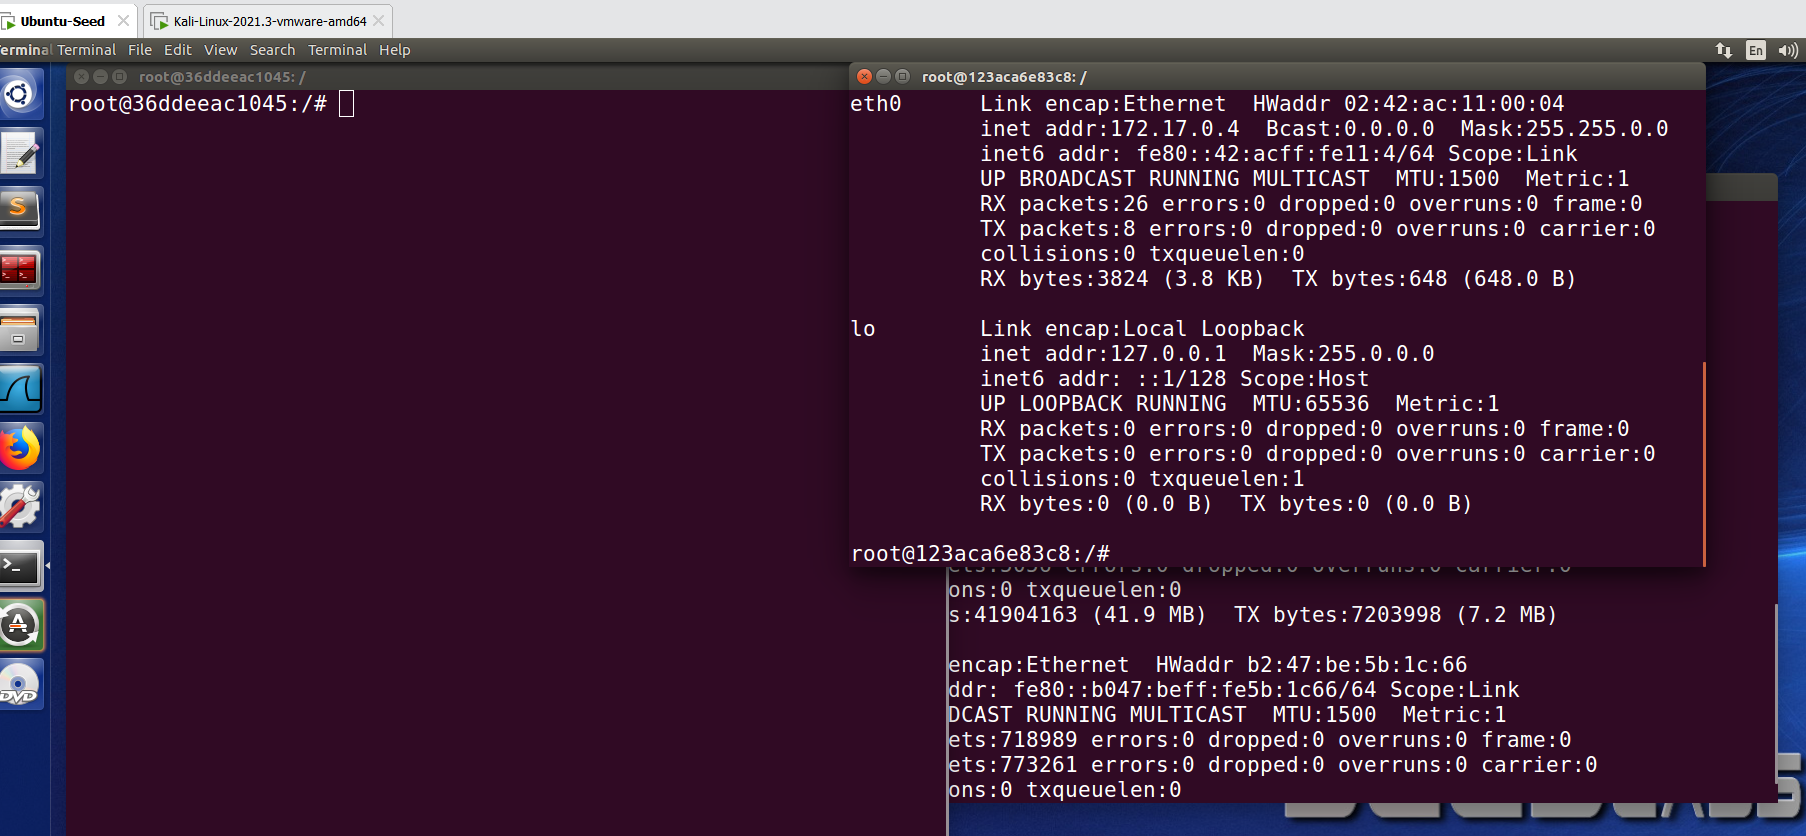 Ubuntu-Seed
Kali-Linux-2021.3-vmware-amd64
Terminal File Edit View Search Terminal Help
En
root@36ddeeac1045: /
root@36ddeeac1045:/#
root@123aca6e83c8: /
eth0 Link encap:Ethernet HWaddr 02:42:ac:11:00:04
inet addr:172.17.0.4 Bcast:0.0.0.0 Mask:255.255.0.0
inet6 addr: fe80::42:acff:fe11:4/64 Scope:Link
UP BROADCAST RUNNING MULTICAST MTU:1500 Metric:1
RX packets:26 errors:0 dropped:0 overruns:0 frame:0
TX packets:8 errors:0 dropped:0 overruns:0 carrier:0
collisions:0 txqueuelen:0
RX bytes:3824 (3.8 KB) TX bytes:648 (648.0 B)
lo Link encap:Local Loopback
inet addr:127.0.0.1 Mask:255.0.0.0
inet6 addr: ::1/128 Scope:Host
UP LOOPBACK RUNNING MTU:65536 Metric:1
RX packets:0 errors:0 dropped:0 overruns:0 frame:0
TX packets:0 errors:0 dropped:0 overruns:0 carrier:0
collisions:0 txqueuelen:1
RX bytes:0 (0.0 B) TX bytes:0 (0.0 B)
root@123aca6e83c8:/#
ons:0 txqueuelen:0
s:41904163 (41.9 MB) TX bytes:7203998 (7.2 MB)
encap:Ethernet HWaddr b2:47:be:5b:1c:66
ddr: fe80::b047:beff:fe5b:1c66/64 Scope:Link
DCAST RUNNING MULTICAST MTU:1500 Metric:1
ets:718989 errors:0 dropped:0 overruns:0 frame:0
ets:773261 errors:0 dropped:0 overruns:0 carrier:0
ons:0 txqueuelen:0
DVD